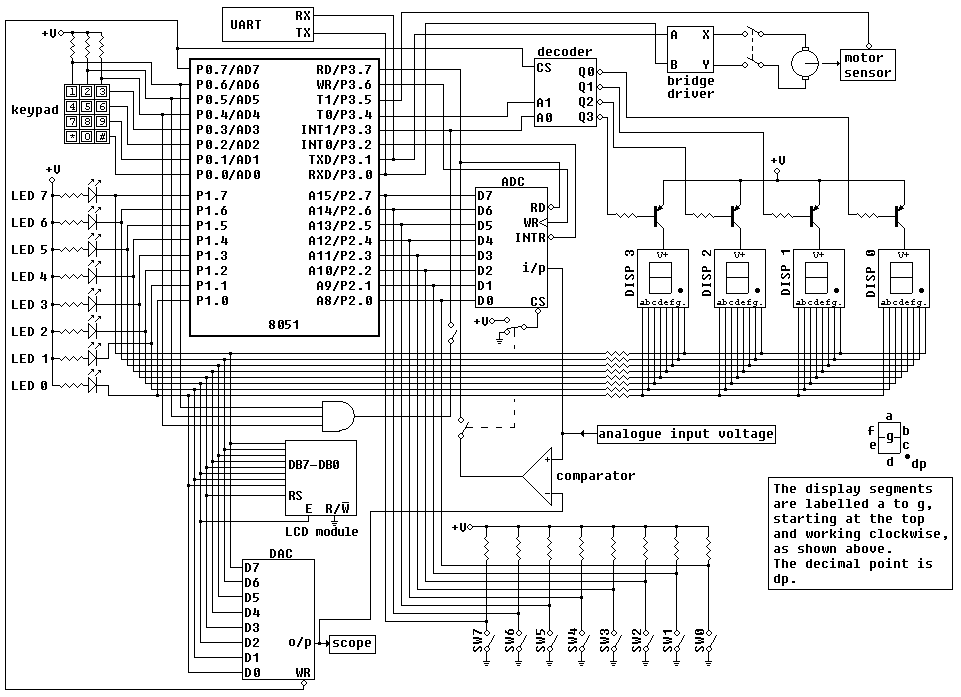 UART
RX
TX
+V
keypad
1 2 3
4 5 6
7 8 9
* 0 #
P0.7/AD7
P0.6/AD6
P0.5/AD5
P0.4/AD4
P0.3/AD3
P0.2/AD2
P0.1/AD1
P0.0/AD0
P1.7
P1.6
P1.5
P1.4
P1.3
P1.2
P1.1
P1.0
RD/P3.7
WR/P3.6
T1/P3.5
T0/P3.4
INT1/P3.3
INT0/P3.2
TXD/P3.1
RXD/P3.0
A15/P2.7
A14/P2.6
A13/P2.5
A12/P2.4
A11/P2.3
A10/P2.2
A9/P2.1
A8/P2.0
8051
decoder
CS
A1
A0
Q0
Q1
Q2
Q3
A
B
X
Y
bridge
driver
motor
sensor
+V
LED 7
LED 6
LED 5
LED 4
LED 3
LED 2
LED 1
LED 0
ADC
D7
D6
D5
D4
D3
D2
D1
D0
RD
WR
INTR
i/p
CS
+V
+V
DISP 3
V+
abcdefg.
DISP 2
V+
abcdefg.
DISP 1
V+
abcdefg.
DISP 0
V+
abcdefg.
analogue input voltage
+
-
comparator
a
f b
g
e c
d
dp
The display segments
are labelled a to g,
starting at the top
and working clockwise,
as shown above.
The decimal point is
dp.
DB7-DB0
RS
E R/W
LCD module
DAC
D7
D6
D5
D4
D3
D2
D1
D0
o/p
WR
scope
+V
SW7
SW6
SW5
SW4
SW3
SW2
SW1
SW0